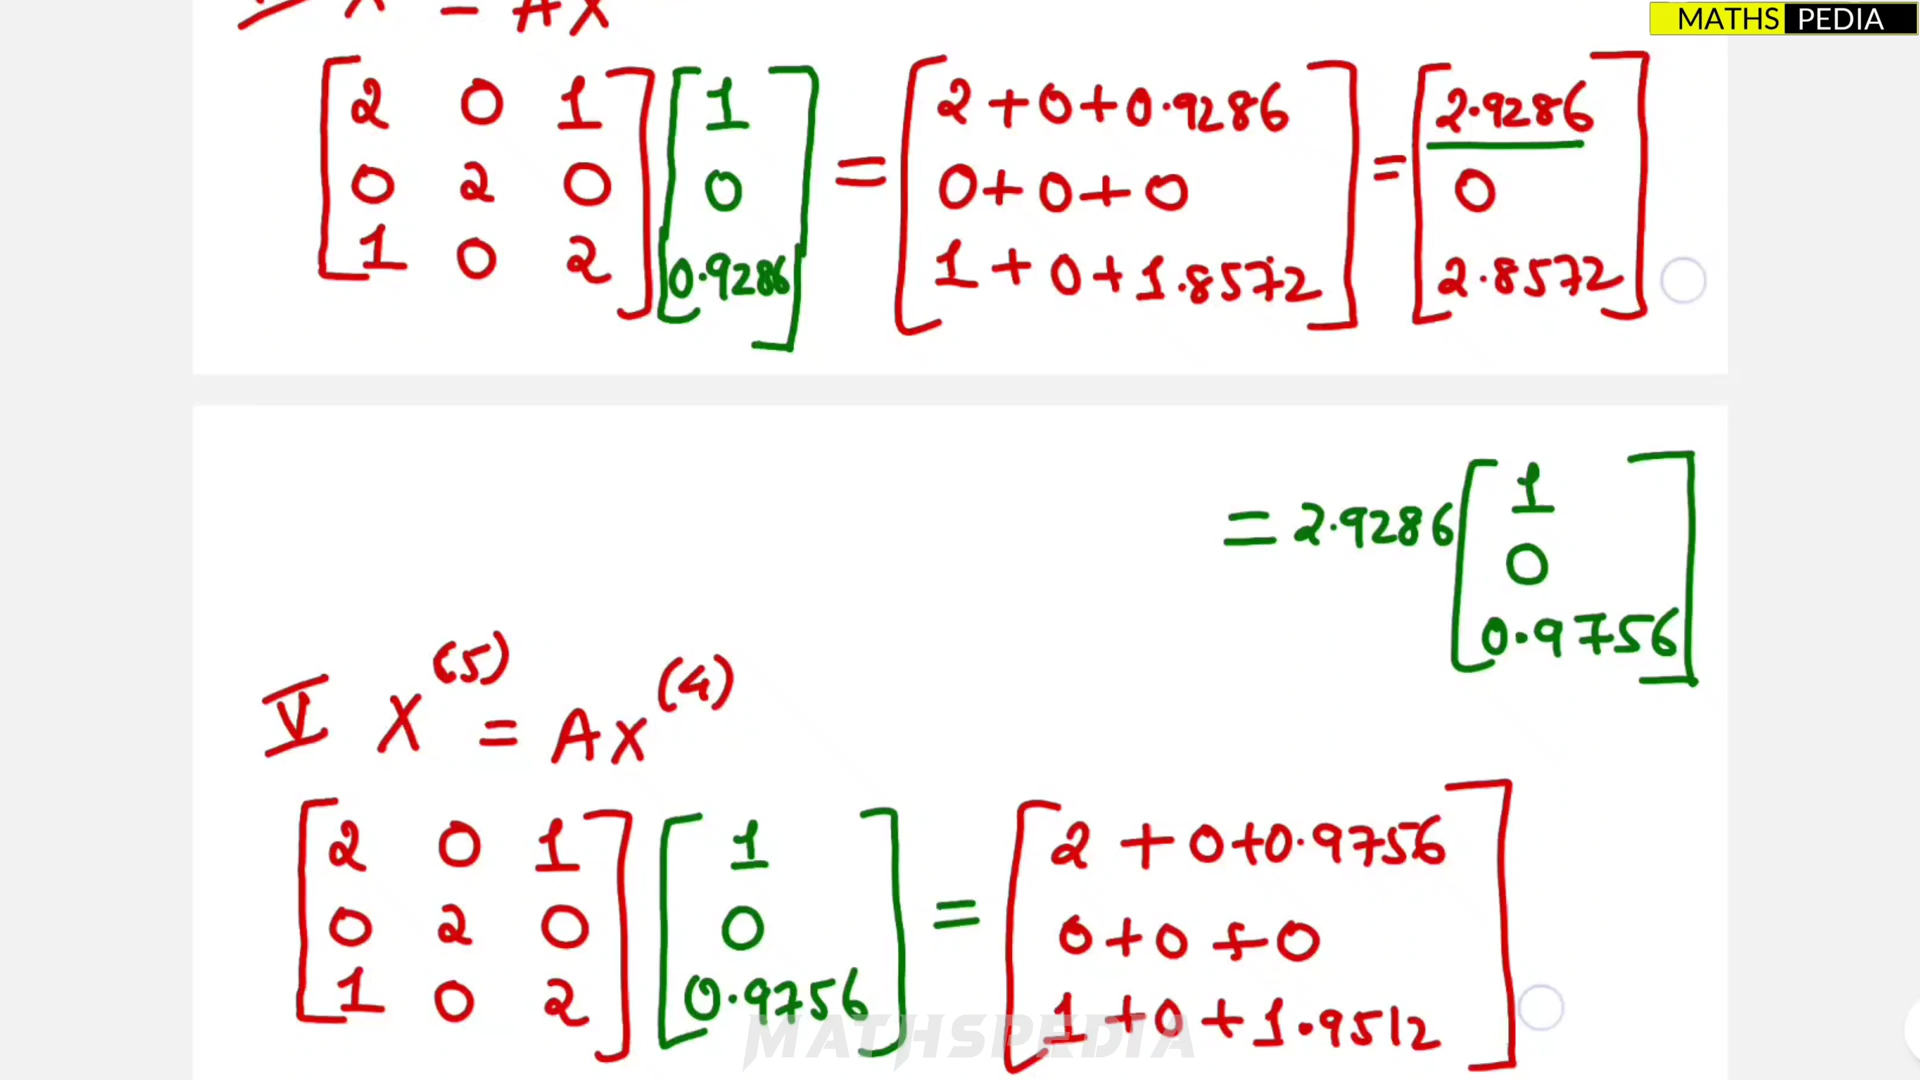 MATHS PEDIA
[2 0 1] [1] = [2+0+0.9286] = [2.9286]
[0 2 0] [0] [0+0+0] [0]
[1 0 2] [0.9286] [1+0+1.8572] [2.8572]
= 2.9286 [1]
[0]
[0.9756]
V X^(5) = AX^(4)
[2 0 1] [1] = [2+0+0.9756]
[0 2 0] [0] [0+0+0]
[1 0 2] [0.9756] [1+0+1.9512]
MATHSPEDIA